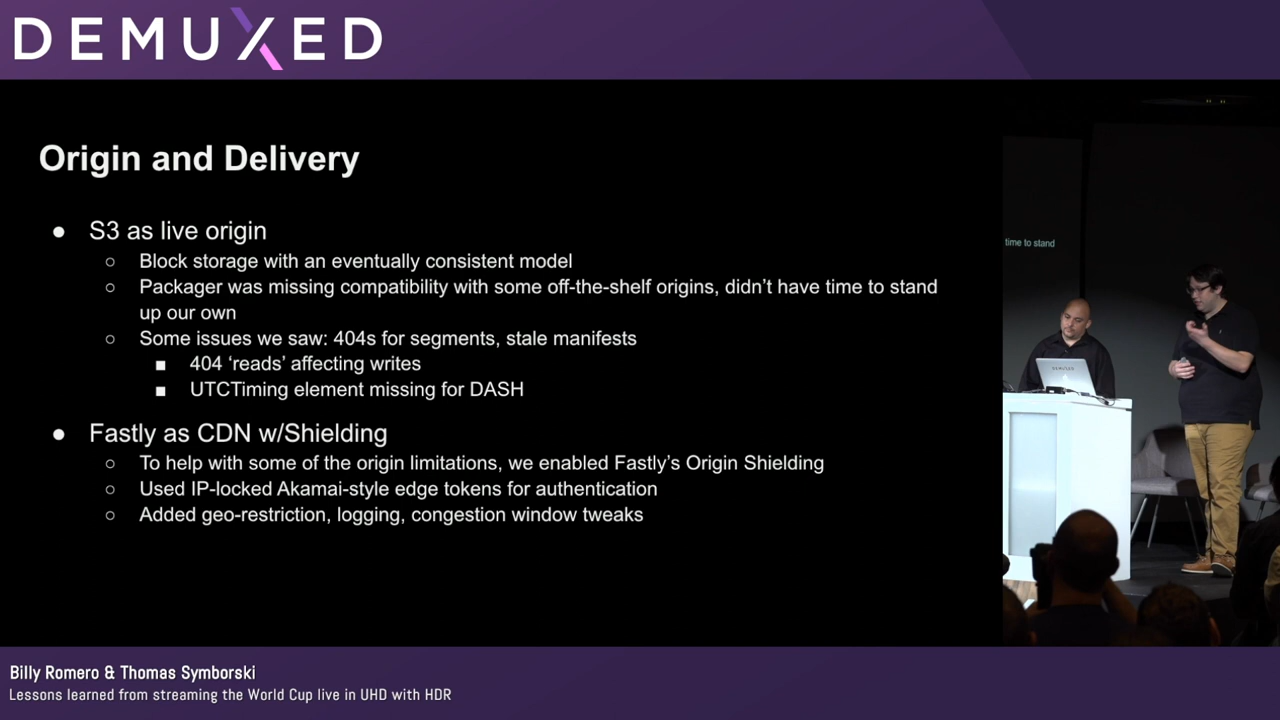 DEMUXED
Origin and Delivery
● S3 as live origin
○ Block storage with an eventually consistent model
○ Packager was missing compatibility with some off-the-shelf origins, didn’t have time to stand
up our own
○ Some issues we saw: 404s for segments, stale manifests
■ 404 ‘reads’ affecting writes
■ UTCTiming element missing for DASH
● Fastly as CDN w/Shielding
○ To help with some of the origin limitations, we enabled Fastly’s Origin Shielding
○ Used IP-locked Akamai-style edge tokens for authentication
○ Added geo-restriction, logging, congestion window tweaks
time to stand
DEMUXED
Billy Romero & Thomas Symborski
Lessons learned from streaming the World Cup live in UHD with HDR